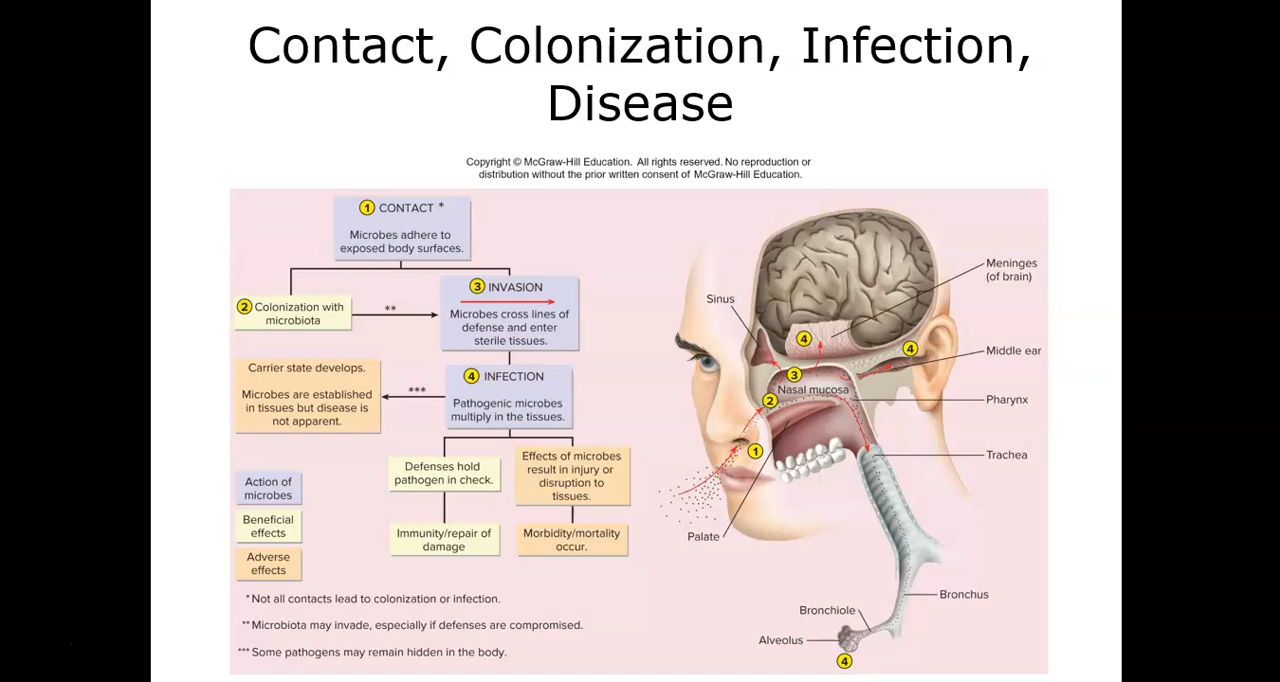 Contact, Colonization, Infection,
Disease
Copyright © McGraw-Hill Education. All rights reserved. No reproduction or
distribution without the prior written consent of McGraw-Hill Education.
1 CONTACT *
Microbes adhere to
exposed body surfaces.
2 Colonization with
microbiota
**
3 INVASION
Microbes cross lines of
defense and enter
sterile tissues.
4 INFECTION
Pathogenic microbes
multiply in the tissues.
***
Carrier state develops.
Microbes are established
in tissues but disease is
not apparent.
Defenses hold
pathogen in check.
Effects of microbes
result in injury or
disruption to
tissues.
Immunity/repair of
damage
Morbidity/mortality
occur.
Action of
microbes
Beneficial
effects
Adverse
effects
* Not all contacts lead to colonization or infection.
** Microbiota may invade, especially if defenses are compromised.
*** Some pathogens may remain hidden in the body.
Sinus
Meninges
(of brain)
4
4
Middle ear
3
Nasal mucosa
2
Pharynx
1
Trachea
Palate
Bronchus
Bronchiole
Alveolus
4